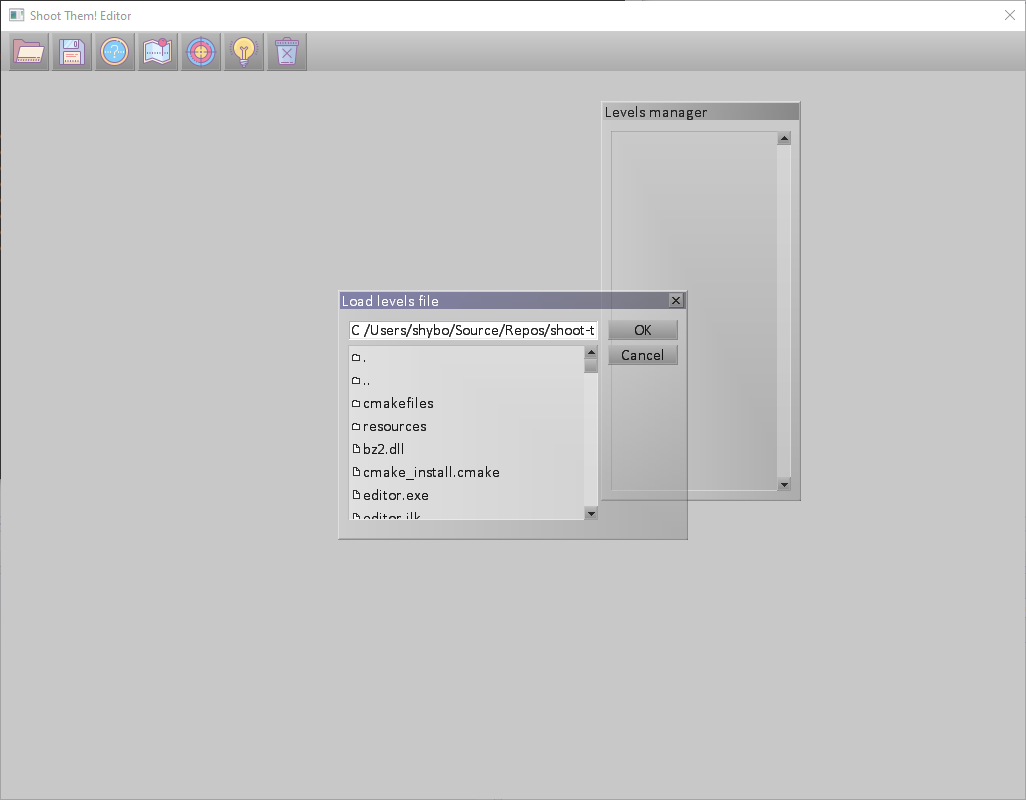 Shoot Them! Editor
Levels manager
Load levels file
C /Users/shybo/Source/Repos/shoot-t
OK
Cancel
.
..
cmakefiles
resources
bz2.dll
cmake_install.cmake
editor.exe
editor.ilk